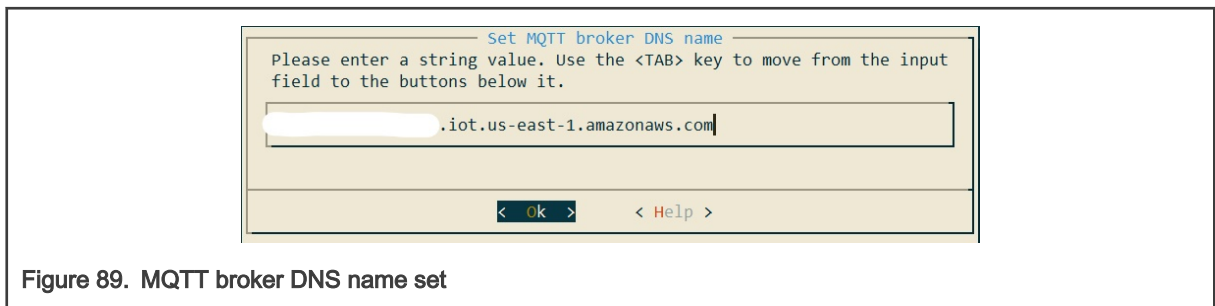 Set MQTT broker DNS name
Please enter a string value. Use the <TAB> key to move from the input
field to the buttons below it.
.iot.us-east-1.amazonaws.com
< Ok > < Help >
Figure 89. MQTT broker DNS name set